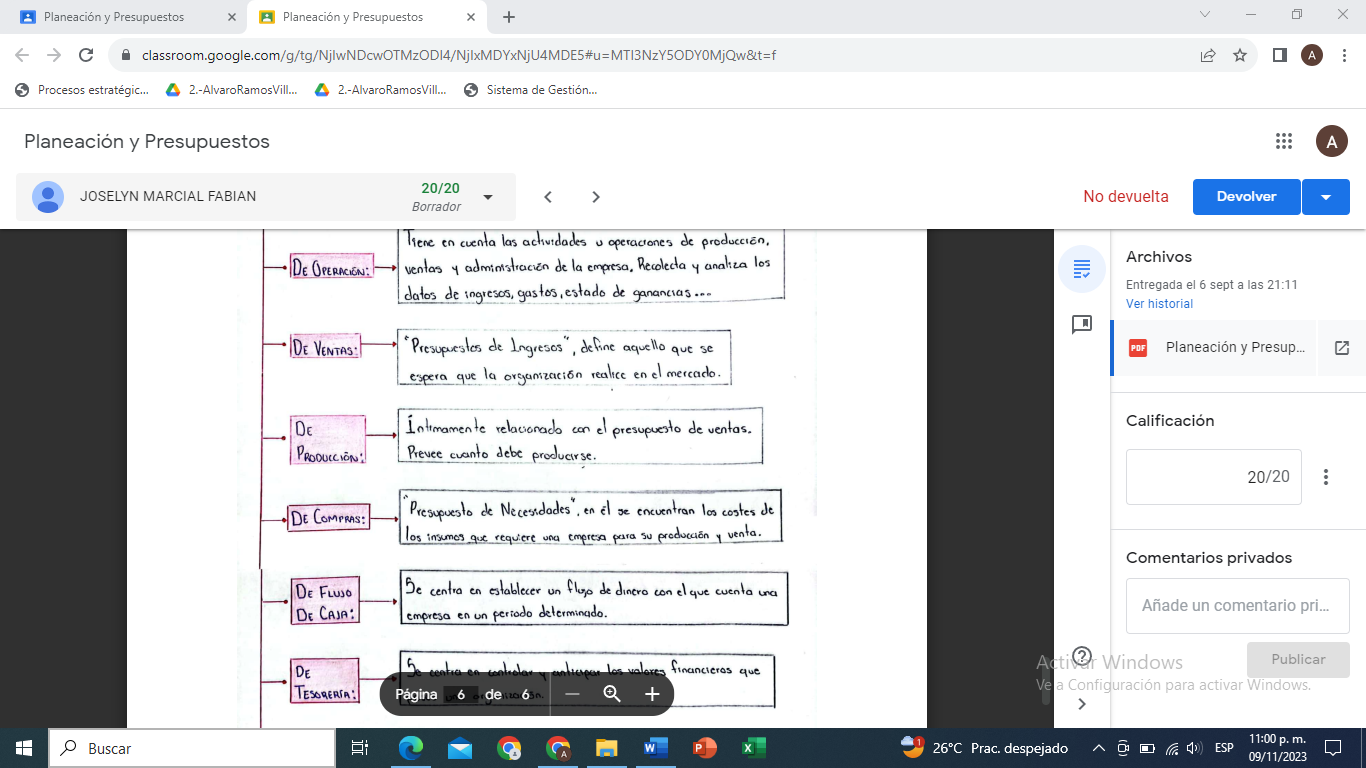 Planeación y Presupuestos
Planeación y Presupuestos
classroom.google.com/g/tg/NjIwNDcwOTMzODI4/NjIxMDYxNjU4MDE5#u=MTI3NzY5ODY0MjQw&t=f
A
Procesos estratégic...
2.-AlvaroRamosVill...
2.-AlvaroRamosVill...
Sistema de Gestión...
Planeación y Presupuestos
A
JOSELYN MARCIAL FABIAN
20/20
Borrador
No devuelta
Devolver
DE OPERACIÓN:
Tiene en cuenta las actividades u operaciones de producción,
ventas y administración de la empresa, Recolecta y analiza los
datos de ingresos, gastos, estado de ganancias...
DE VENTAS:
"Presupuestos de Ingresos", define aquello que se
espera que la organización realice en el mercado.
DE
PRODUCCIÓN:
Íntimamente relacionado con el presupuesto de ventas.
Prevee cuanto debe producirse.
DE COMPRAS:
"Presupuesto de Necesidades", en él se encuentran los costes de
los insumos que requiere una empresa para su producción y venta.
DE FLUJO
DE CAJA:
Se centra en establecer un flujo de dinero con el que cuenta una
empresa en un periodo determinado.
DE
TESORERÍA:
Se centra en controlar y anticipar los valores financieros que
organización.
Página 6 de 6
Archivos
Entregada el 6 sept a las 21:11
Ver historial
PDF
Planeación y Presup...
Calificación
20/20
Comentarios privados
Añade un comentario pri...
Publicar
Activar Windows
Ve a Configuración para activar Windows.
Buscar
26°C Prac. despejado
ESP
11:00 p. m.
09/11/2023